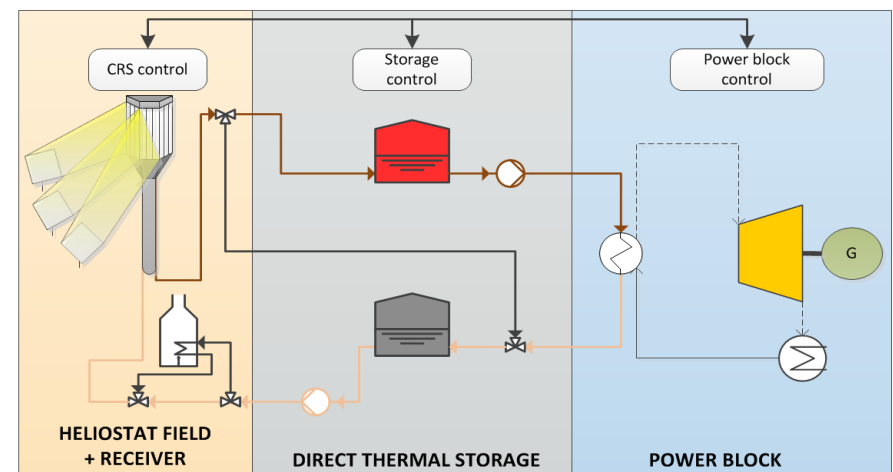 CRS control
Storage
control
Power block
control
G
HELIOSTAT FIELD
+ RECEIVER
DIRECT THERMAL STORAGE
POWER BLOCK